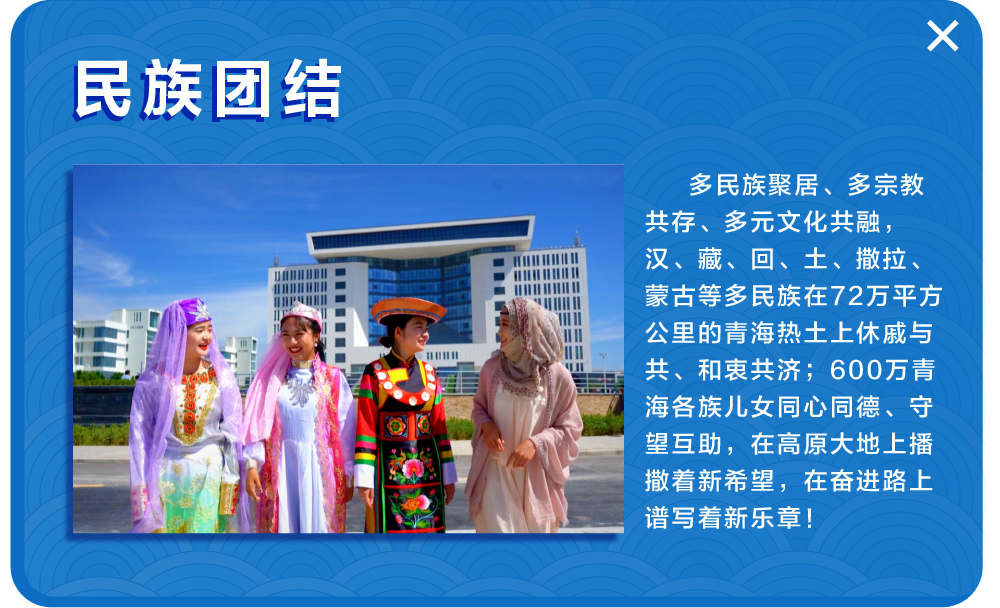 民族团结
多民族聚居、多宗教
共存、多元文化共融，
汉、藏、回、土、撒拉、
蒙古等多民族在72万平方
公里的青海热土上休戚与
共、和衷共济；600万青
海各族儿女同心同德、守
望互助，在高原大地上播
撒着新希望，在奋进路上
谱写着新乐章！